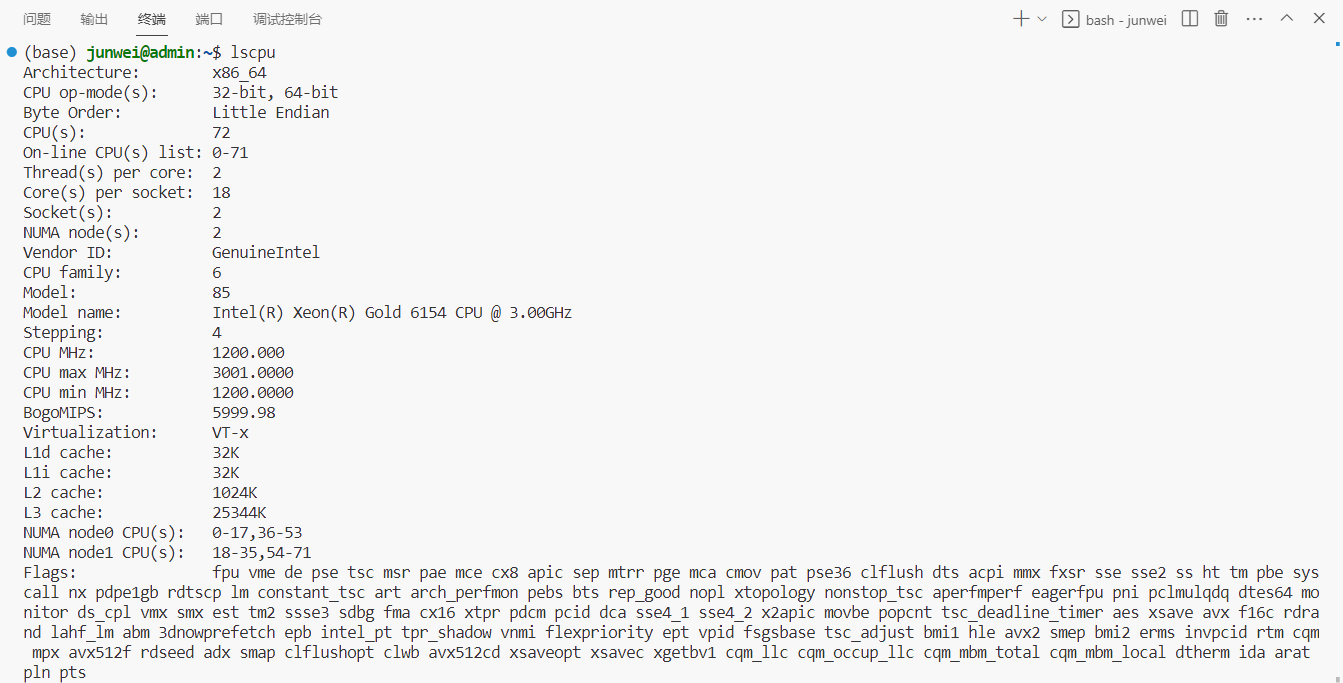 问题 输出 终端 端口 调试控制台 bash - junwei
(base) junwei@admin:~$ lscpu
Architecture: x86_64
CPU op-mode(s): 32-bit, 64-bit
Byte Order: Little Endian
CPU(s): 72
On-line CPU(s) list: 0-71
Thread(s) per core: 2
Core(s) per socket: 18
Socket(s): 2
NUMA node(s): 2
Vendor ID: GenuineIntel
CPU family: 6
Model: 85
Model name: Intel(R) Xeon(R) Gold 6154 CPU @ 3.00GHz
Stepping: 4
CPU MHz: 1200.000
CPU max MHz: 3001.0000
CPU min MHz: 1200.0000
BogoMIPS: 5999.98
Virtualization: VT-x
L1d cache: 32K
L1i cache: 32K
L2 cache: 1024K
L3 cache: 25344K
NUMA node0 CPU(s): 0-17,36-53
NUMA node1 CPU(s): 18-35,54-71
Flags: fpu vme de pse tsc msr pae mce cx8 apic sep mtrr pge mca cmov pat pse36 clflush dts acpi mmx fxsr sse sse2 ss ht tm pbe sys
call nx pdpe1gb rdtscp lm constant_tsc art arch_perfmon pebs bts rep_good nopl xtopology nonstop_tsc aperfmperf eagerfpu pni pclmulqdq dtes64 mo
nitor ds_cpl vmx smx est tm2 ssse3 sdbg fma cx16 xtpr pdcm pcid dca sse4_1 sse4_2 x2apic movbe popcnt tsc_deadline_timer aes xsave avx f16c rdra
nd lahf_lm abm 3dnowprefetch epb intel_pt tpr_shadow vnmi flexpriority ept vpid fsgsbase tsc_adjust bmi1 hle avx2 smep bmi2 erms invpcid rtm cqm
mpx avx512f rdseed adx smap clflushopt clwb avx512cd xsaveopt xsavec xgetbv1 cqm_llc cqm_occup_llc cqm_mbm_total cqm_mbm_local dtherm ida arat
pln pts